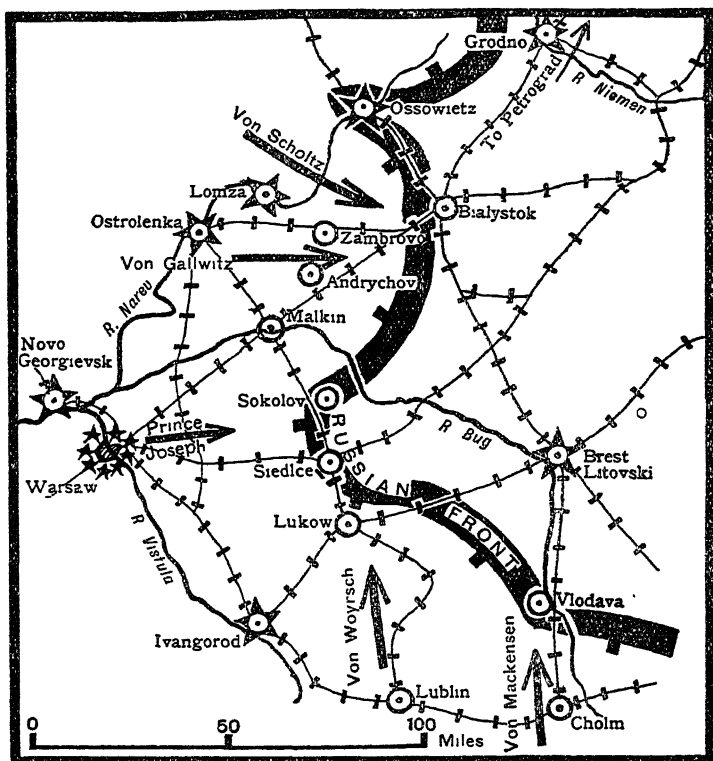 Grodno
To Petrograd
R Niemen
Ossowietz
Von Scholtz
Lomza
Ostrolenka
Bialystok
Zambrovo
Von Gallwitz
Andrychov
R. Narev
Malkin
Novo
Georgievsk
Sokolov
R Bug
Prince
Joseph
RUSSIAN FRONT
Siedlce
Brest
Litovski
Warsaw
Lukow
R Vistula
Vlodava
Ivangorod
Von Woyrsch
Von Mackensen
Lublin
Cholm
0 50 100
Miles